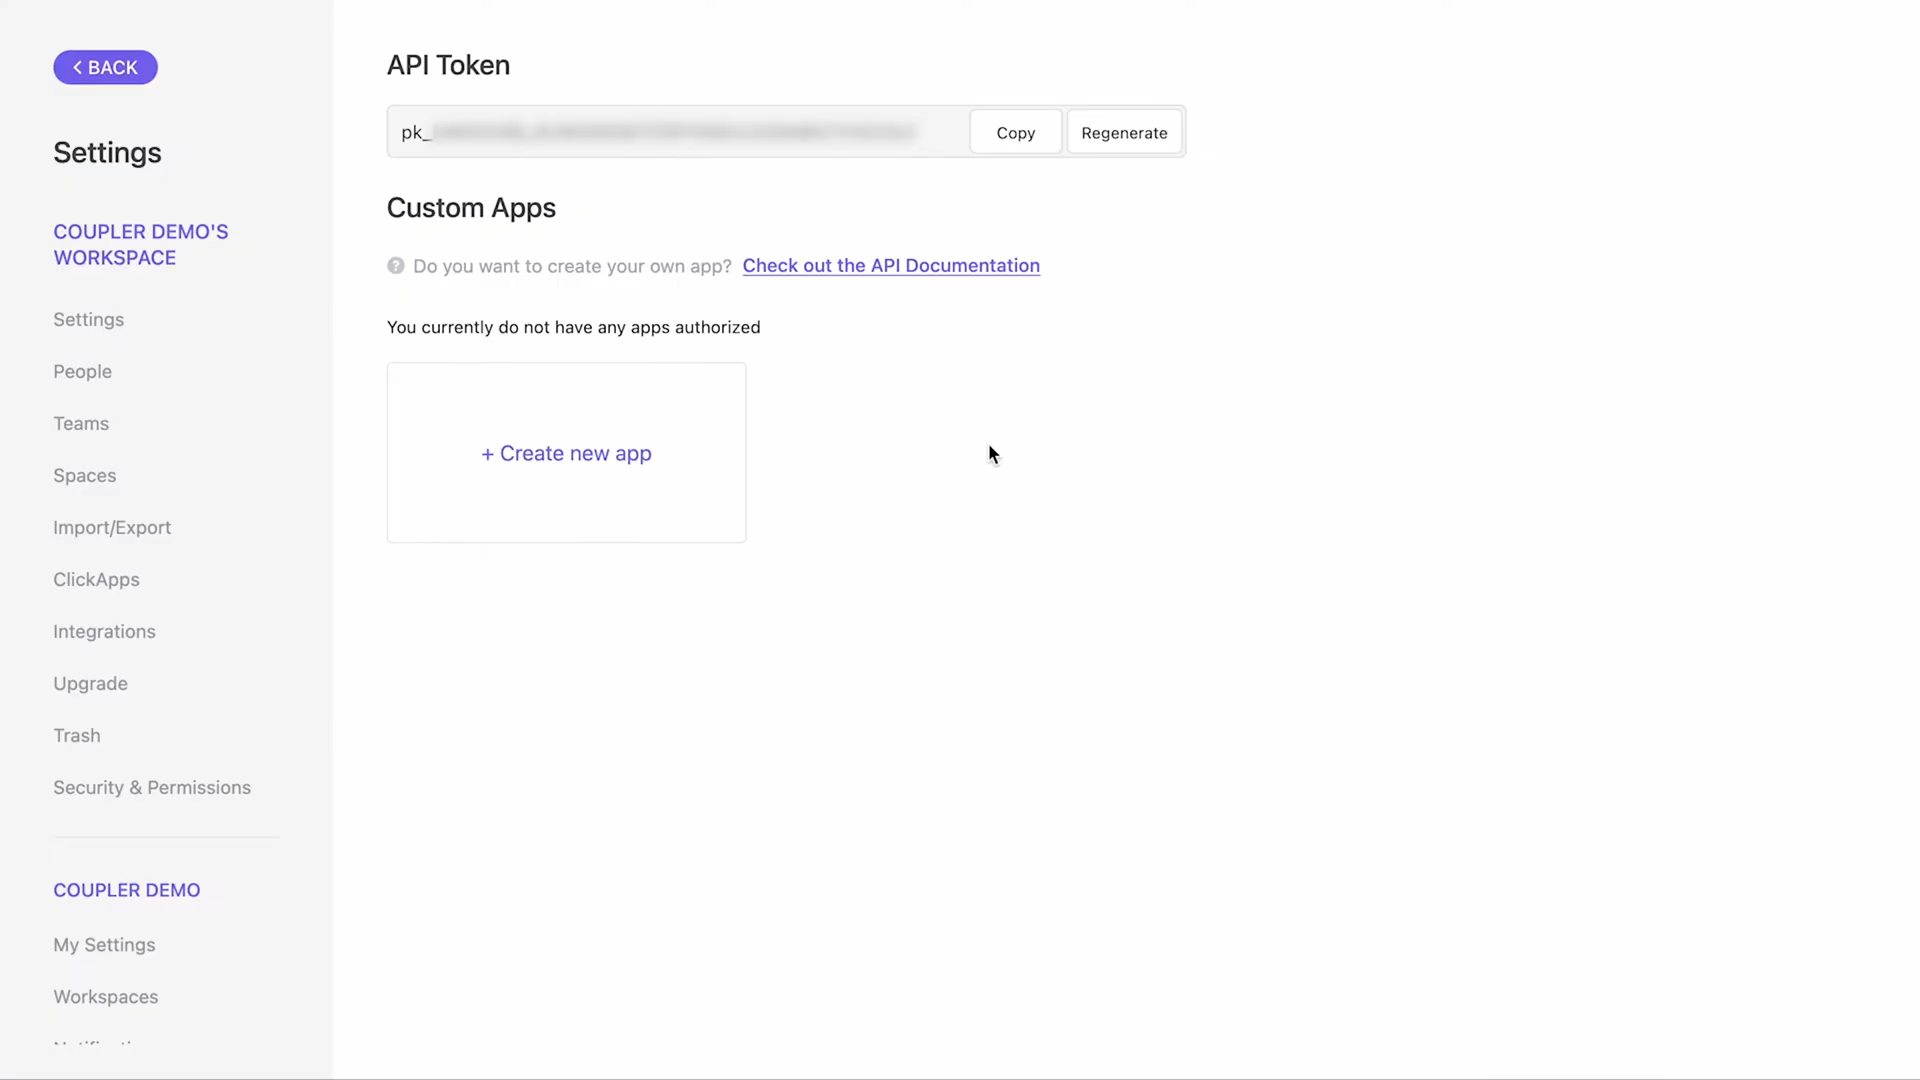 BACK
Settings
COUPLER DEMO'S
WORKSPACE
Settings
People
Teams
Spaces
Import/Export
ClickApps
Integrations
Upgrade
Trash
Security & Permissions
COUPLER DEMO
My Settings
Workspaces
API Token
pk_
Copy
Regenerate
Custom Apps
Do you want to create your own app? Check out the API Documentation
You currently do not have any apps authorized
+ Create new app